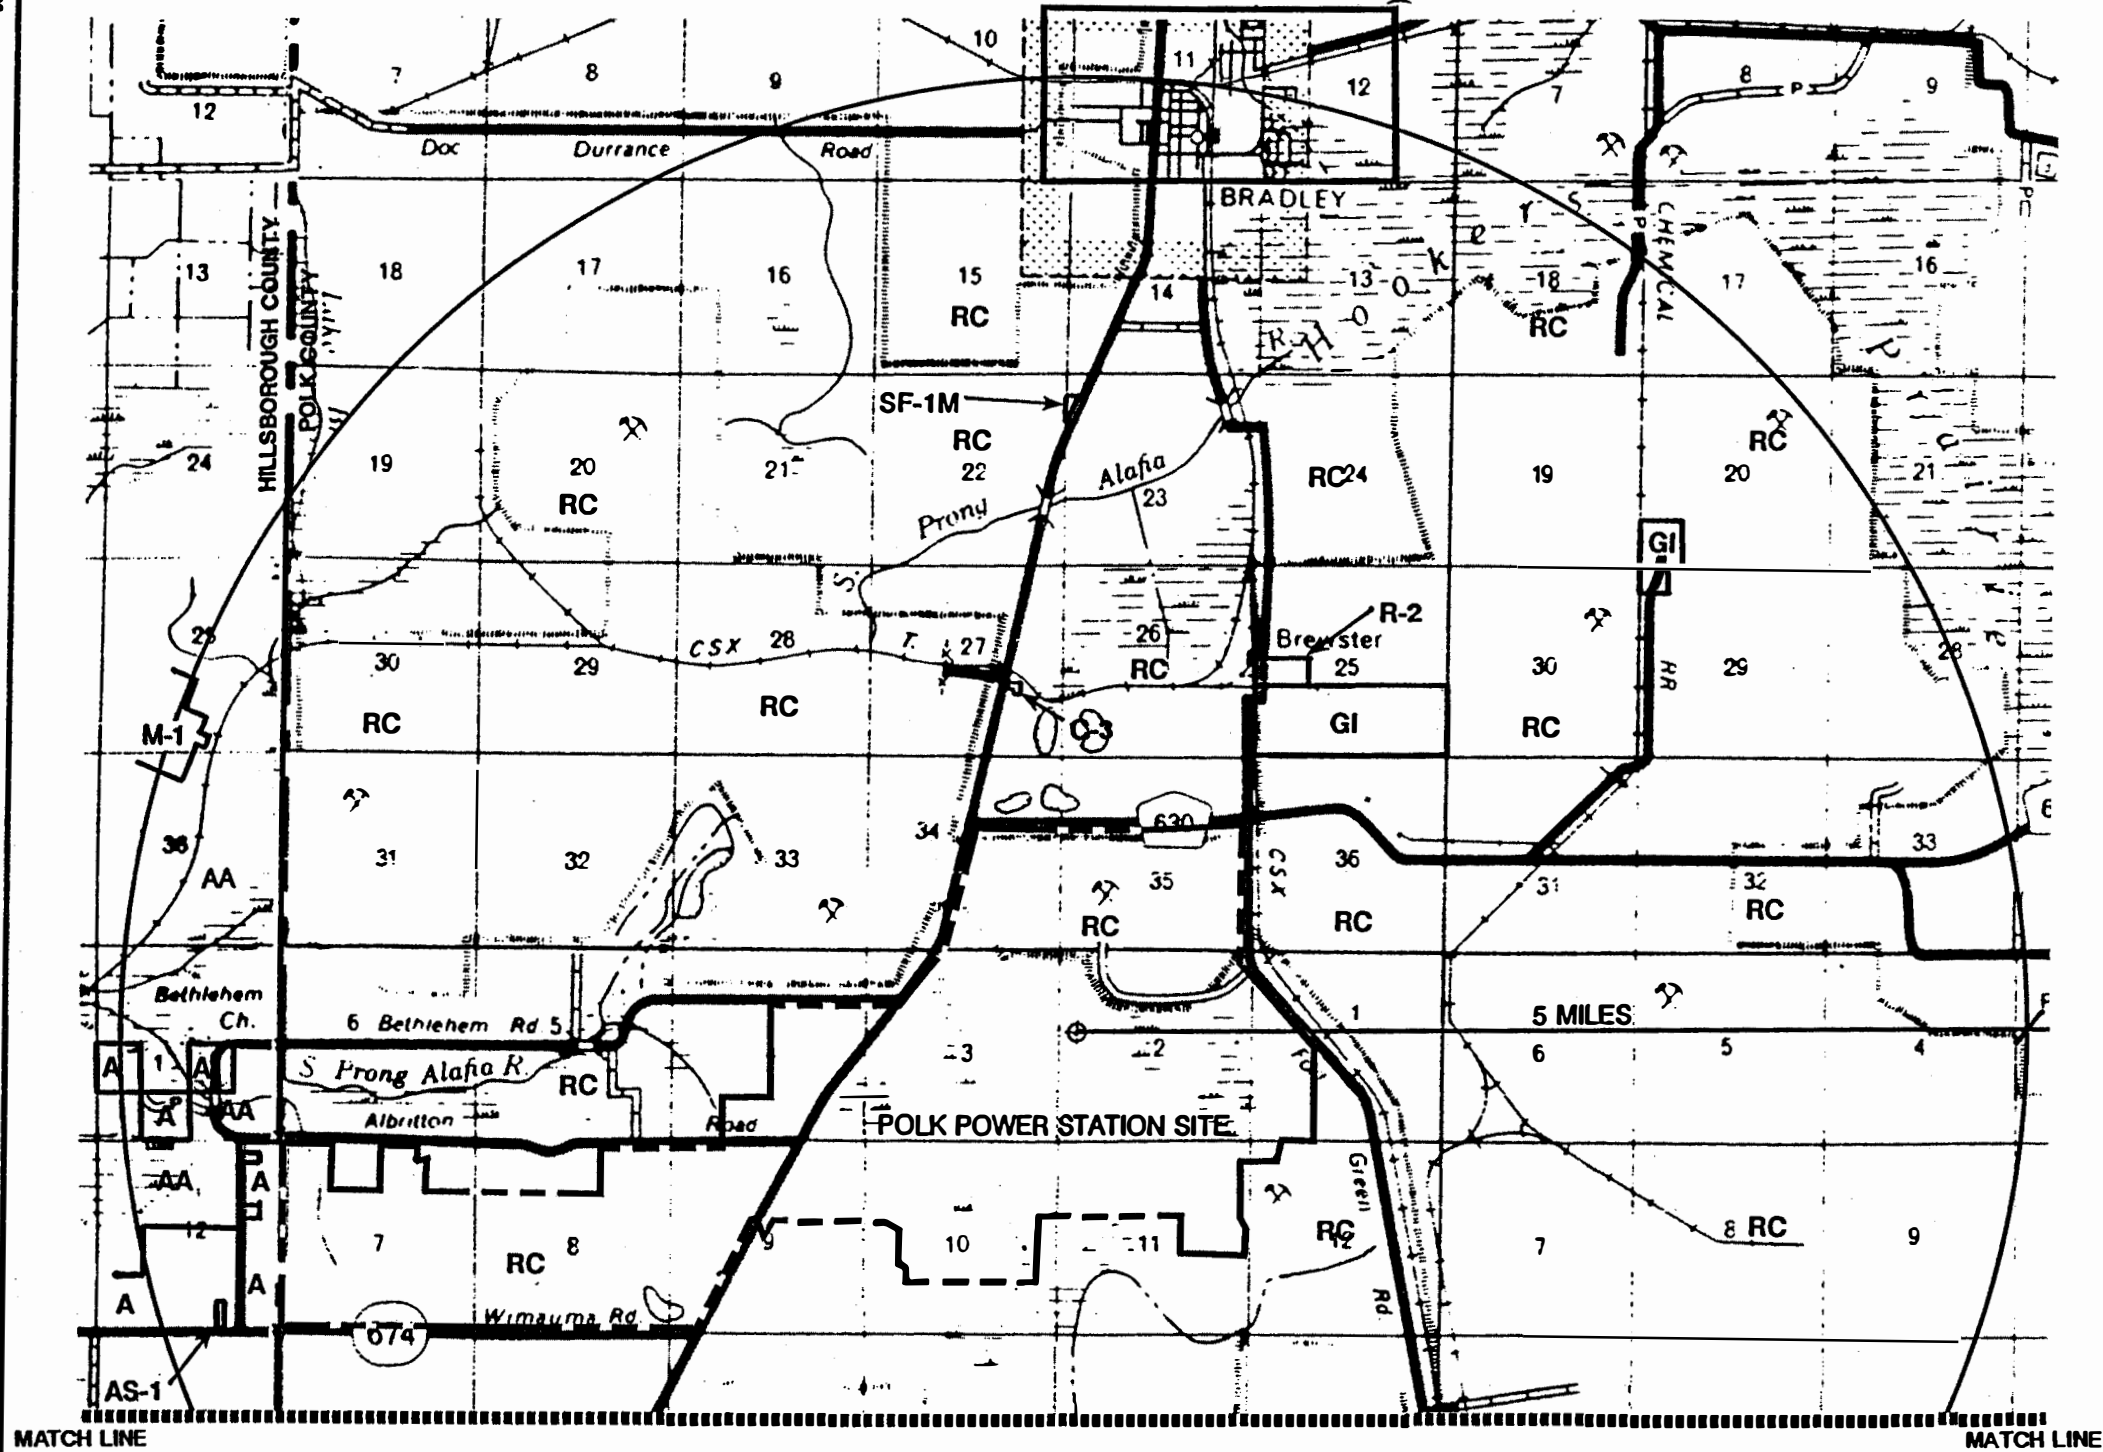 10
11
7
8
9
12
7
8
P
9
12
Doc Durrance Road
BRADLEY
HILLSBOROUGH COUNTY
POLK COUNTY
P
CHEMICAL
H o o k e r s
P r a i r i e
13
18
17
16
15
RC
14
13
18
RC
17
16
R
SF-1M
RC
24
19
20
RC
21
22
Prong Alafia
23
RC 24
19
RC
20
21
S.
GI
25
30
29
CSX T.
28
27
26
RC
Brewster
R-2
25
30
RR
29
28
M-1
RC
RC
O-3
GI
RC
36
AA
31
32
33
34
630
35
RC
CSX
36
RC
31
32
RC
33
Bethlehem
Ch.
6 Bethlehem Rd 5
3
2
1
5 MILES
6
5
4
A
1
A
S Prong Alafia R.
RC
P
A
AA
Albritton Road
POLK POWER STATION SITE
Fort Green Rd
AA
A
12
7
8
RC
9
10
11
RC
12
7
8 RC
9
A
A
Wimauma Rd
674
AS-1
MATCH LINE
MATCH LINE